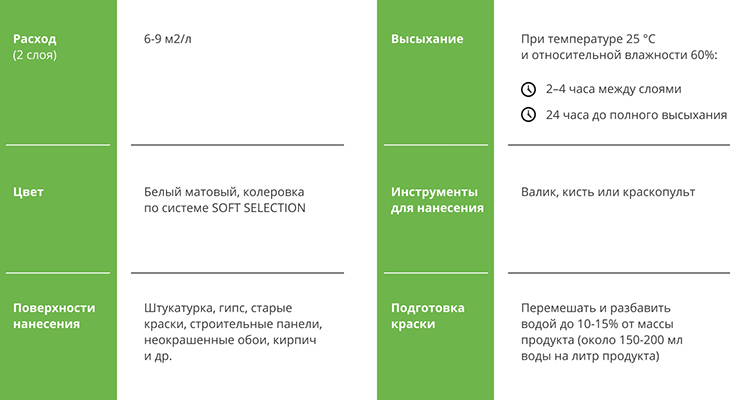 Расход
(2 слоя)
6-9 м2/л
Цвет
Белый матовый, колеровка
по системе SOFT SELECTION
Поверхности
нанесения
Штукатурка, гипс, старые
краски, строительные панели,
неокрашенные обои, кирпич
и др.
Высыхание
При температуре 25 °C
и относительной влажности 60%:
2–4 часа между слоями
24 часа до полного высыхания
Инструменты
для нанесения
Валик, кисть или краскопульт
Подготовка
краски
Перемешать и разбавить
водой до 10-15% от массы
продукта (около 150-200 мл
воды на литр продукта)